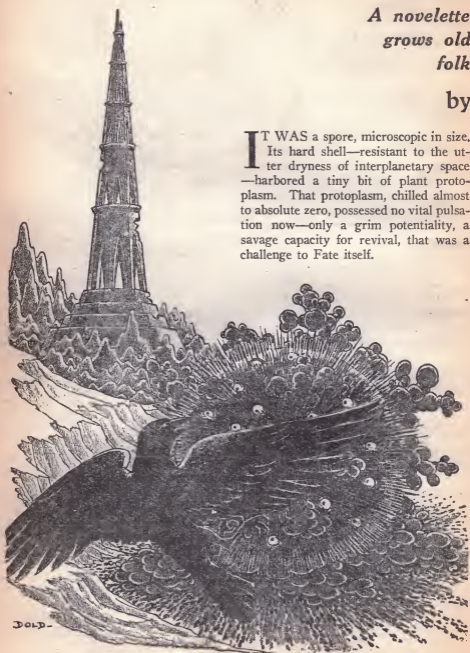 A novelette
grows old
folk
by
IT WAS a spore, microscopic in size.
Its hard shell—resistant to the ut-
ter dryness of interplanetary space
—harbored a tiny bit of plant proto-
plasm. That protoplasm, chilled almost
to absolute zero, possessed no vital pulsa-
tion now—only a grim potentiality, a
savage capacity for revival, that was a
challenge to Fate itself.
DOLD-